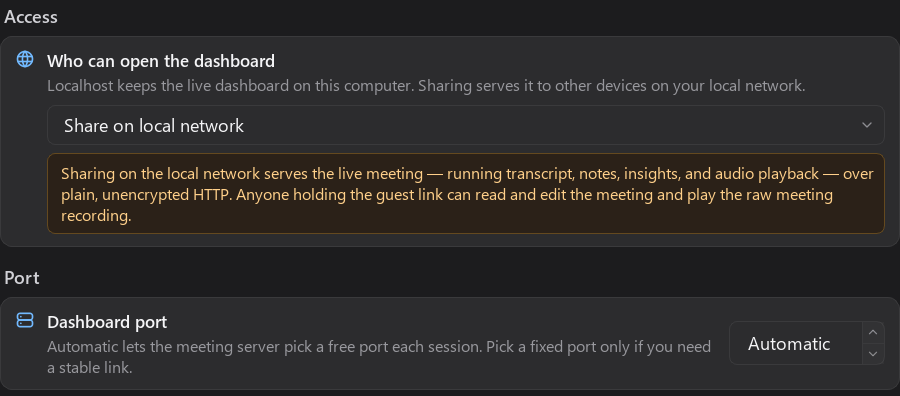 Access
Who can open the dashboard
Localhost keeps the live dashboard on this computer. Sharing serves it to other devices on your local network.
Share on local network
Sharing on the local network serves the live meeting — running transcript, notes, insights, and audio playback — over
plain, unencrypted HTTP. Anyone holding the guest link can read and edit the meeting and play the raw meeting
recording.
Port
Dashboard port
Automatic lets the meeting server pick a free port each session. Pick a fixed port only if you need
a stable link.
Automatic